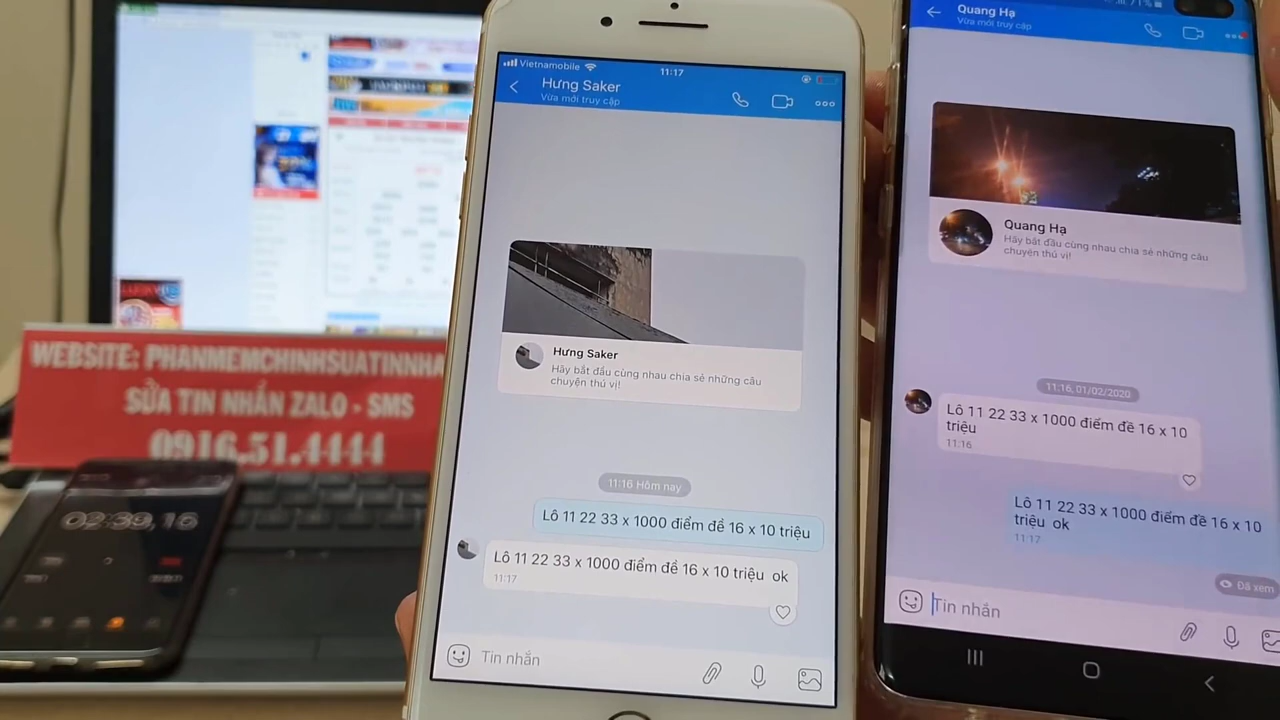 WEBSITE: PHANMEMCHINHSUATINNHA
SỬA TIN NHẮN ZALO - SMS
0916.51.4444
02:39,16
Vietnamobile
11:17
Hưng Saker
Vừa mới truy cập
Hưng Saker
Hãy bắt đầu cùng nhau chia sẻ những câu
chuyện thú vị!
11:16 Hôm nay
Lô 11 22 33 x 1000 điểm đề 16 x 10 triệu
Lô 11 22 33 x 1000 điểm đề 16 x 10 triệu ok
11:17
Tin nhắn
71%
Quang Hạ
Vừa mới truy cập
Quang Hạ
Hãy bắt đầu cùng nhau chia sẻ những câu
chuyện thú vị!
11:16, 01/02/2020
Lô 11 22 33 x 1000 điểm đề 16 x 10
triệu
11:16
Lô 11 22 33 x 1000 điểm đề 16 x 10
triệu ok
11:17
Đã xem
Tin nhắn